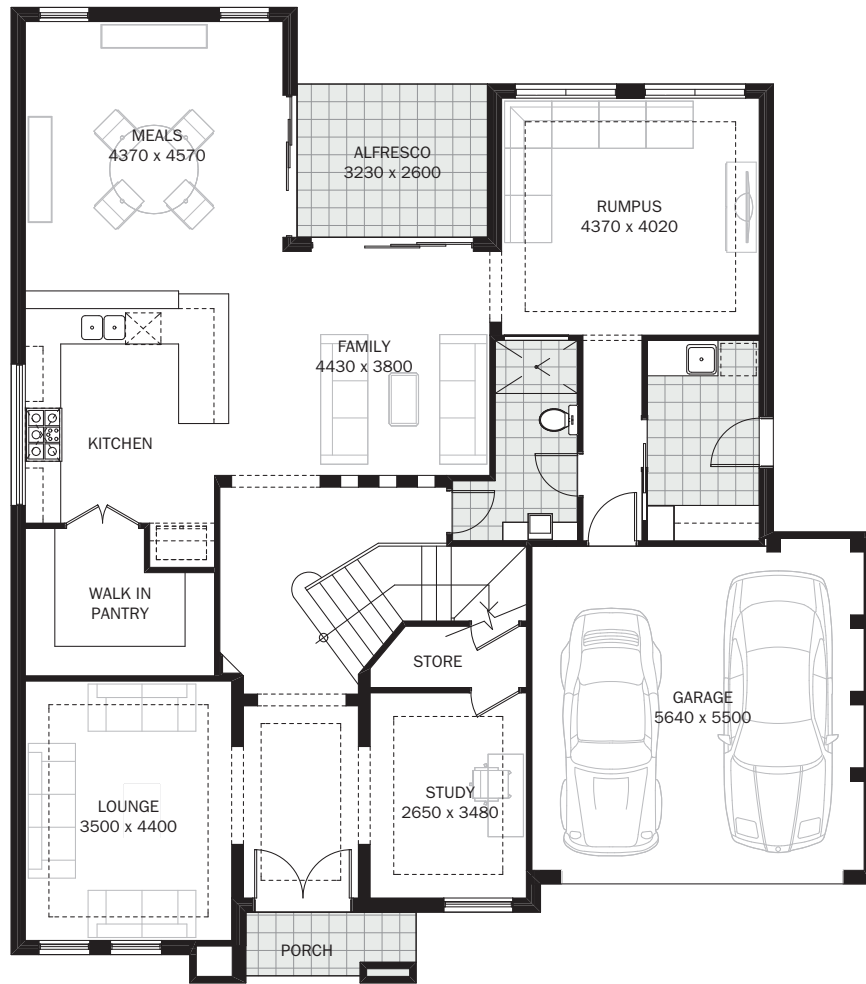 MEALS
4370 x 4570
ALFRESCO
3230 x 2600
RUMPUS
4370 x 4020
FAMILY
4430 x 3800
KITCHEN
WALK IN
PANTRY
STORE
GARAGE
5640 x 5500
LOUNGE
3500 x 4400
STUDY
2650 x 3480
PORCH